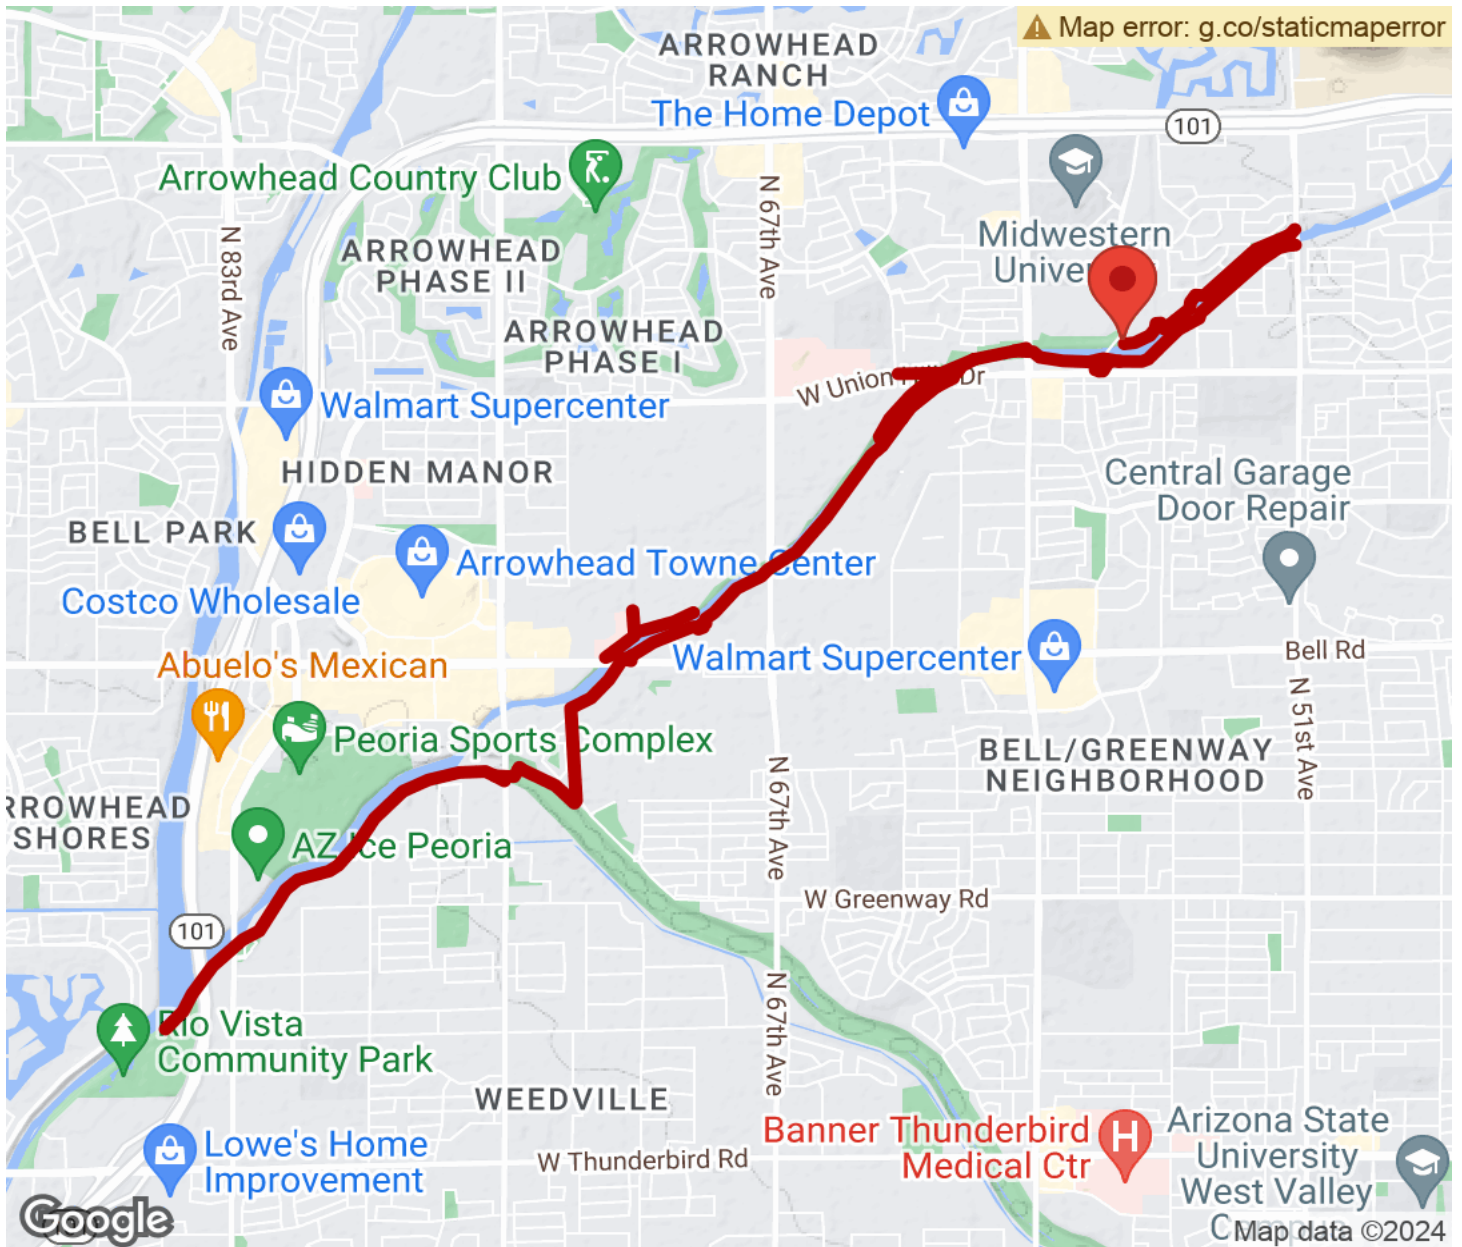 ARROWHEAD
RANCH
Map error: g.co/staticmaperror
The Home Depot
101
Arrowhead Country Club
N 67th Ave
N 83rd Ave
Midwestern
ARROWHEAD
PHASE II
ARROWHEAD
PHASE I
W Union Dr
Walmart Supercenter
HIDDEN MANOR
Central Garage
Door Repair
BELL PARK
Arrowhead Towne Center
Costco Wholesale
Bell Rd
Walmart Supercenter
Abuelo's Mexican
N 51st Ave
Peoria Sports Complex
BELL/GREENWAY
NEIGHBORHOOD
N 67th Ave
RROWHEAD
SHORES
AZ Ice Peoria
W Greenway Rd
101
N 67th Ave
Rio Vista
Community Park
WEEDVILLE
Banner Thunderbird
Medical Ctr
H
Arizona State
University
West Valley
Lowe's Home
Improvement
W Thunderbird Rd
Google
Map data ©2024